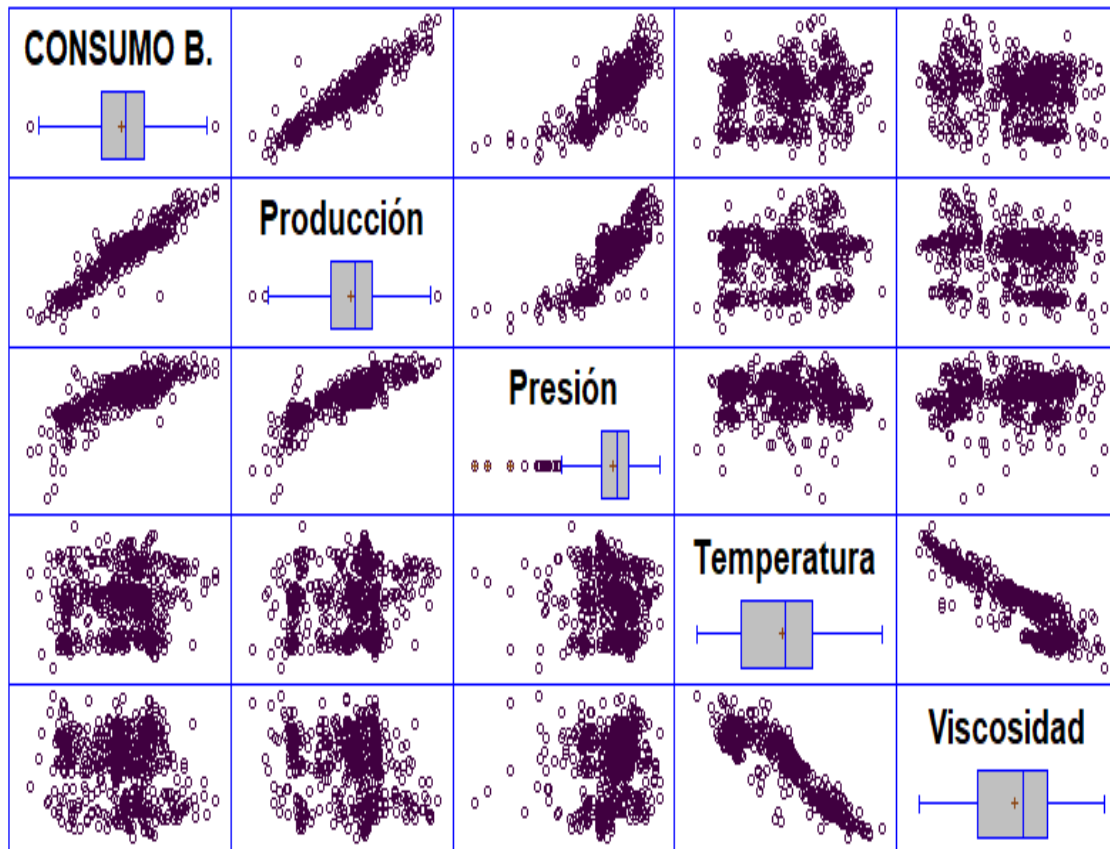 CONSUMO B.
Producción
Presión
Temperatura
Viscosidad